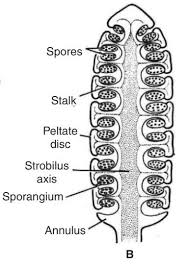 Spores
Stalk
Peltate
disc
Strobilus
axis
Sporangium
Annulus
B